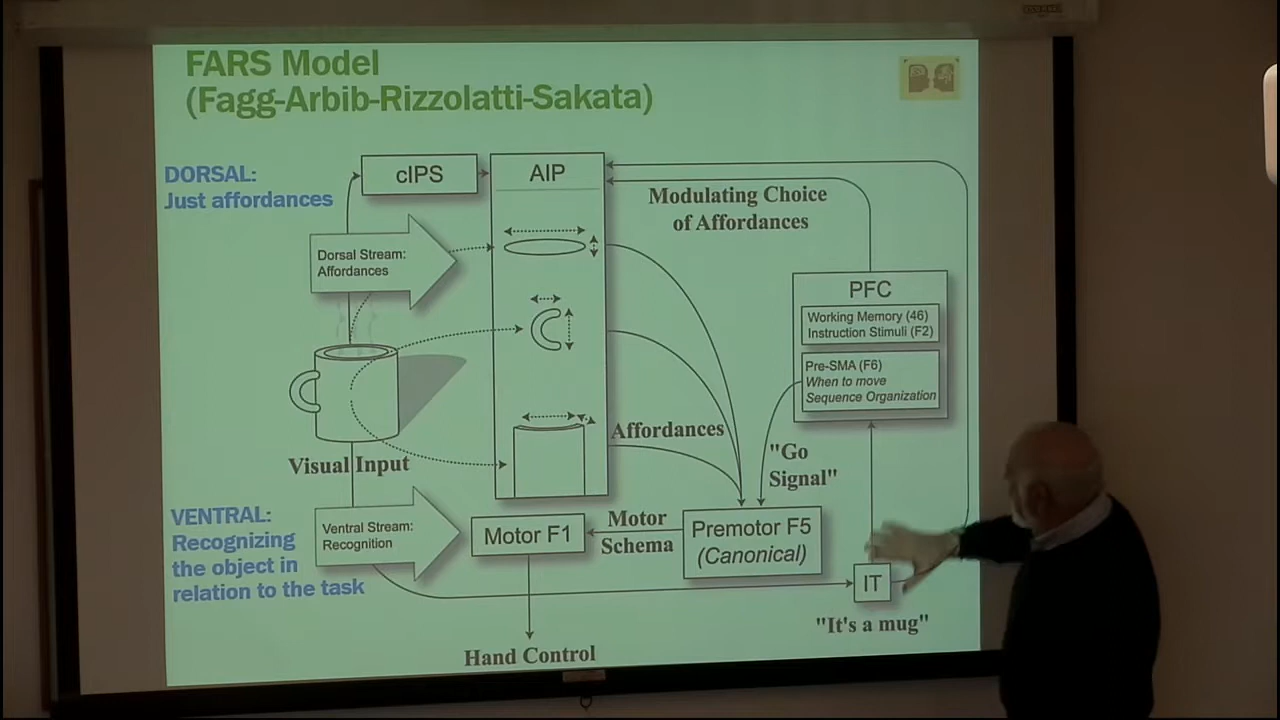 FARS Model
(Fagg-Arbib-Rizzolatti-Sakata)
DORSAL:
Just affordances
cIPS
AIP
Modulating Choice
of Affordances
Dorsal Stream:
Affordances
PFC
Working Memory (46)
Instruction Stimuli (F2)
Pre-SMA (F6)
When to move
Sequence Organization
Affordances
"Go
Signal"
Visual Input
VENTRAL:
Recognizing
the object in
relation to the task
Ventral Stream:
Recognition
Motor F1
Motor
Schema
Premotor F5
(Canonical)
IT
"It's a mug"
Hand Control